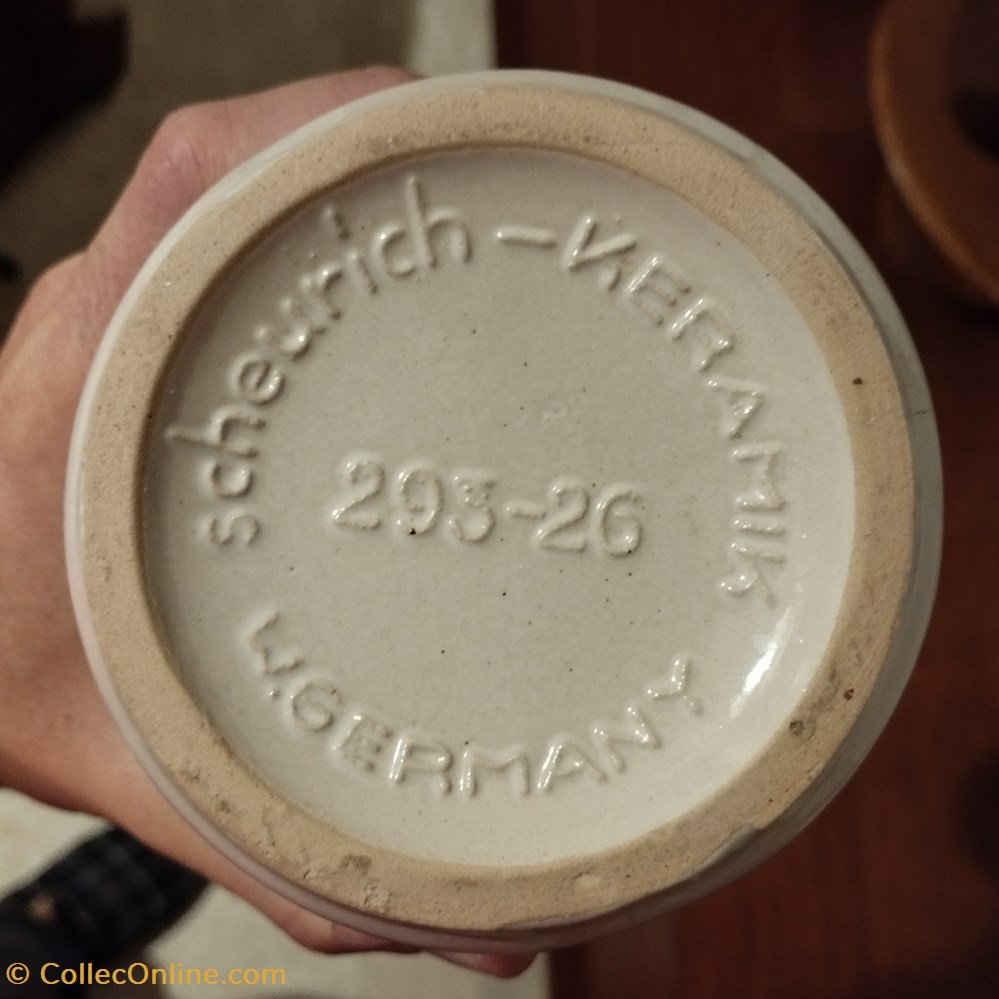 scheurich-KERAMIK
293-26
W.GERMANY
© CollecOnline.com